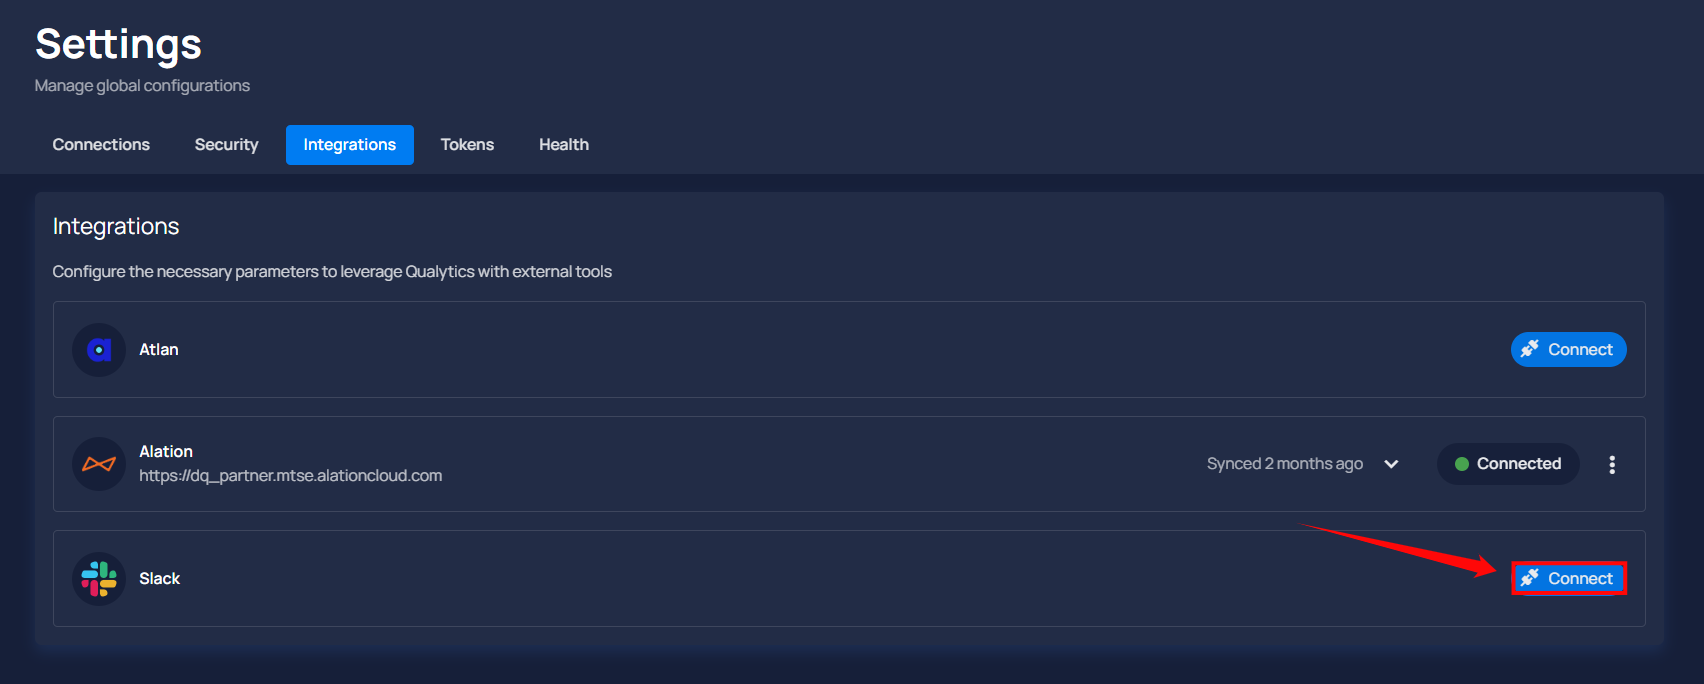 Settings
Manage global configurations
Connections Security Integrations Tokens Health
Integrations
Configure the necessary parameters to leverage Qualytics with external tools
Atlan Connect
Alation
https://dq_partner.mtse.alationcloud.com
Synced 2 months ago Connected
Slack Connect